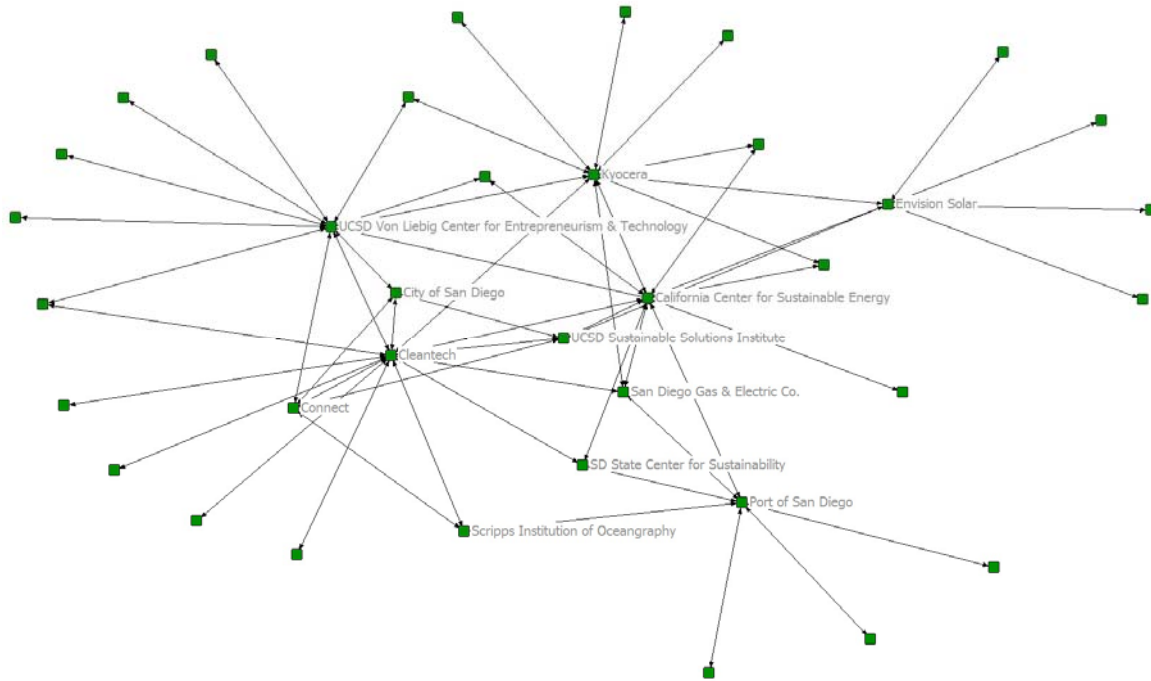 Kyocera
Envision Solar
UCSD Von Liebig Center for Entrepreneurism & Technology
City of San Diego
California Center for Sustainable Energy
UCSD Sustainable Solutions Institute
Cleantech
San Diego Gas & Electric Co.
Connect
SD State Center for Sustainability
Port of San Diego
Scripps Institution of Oceangraphy